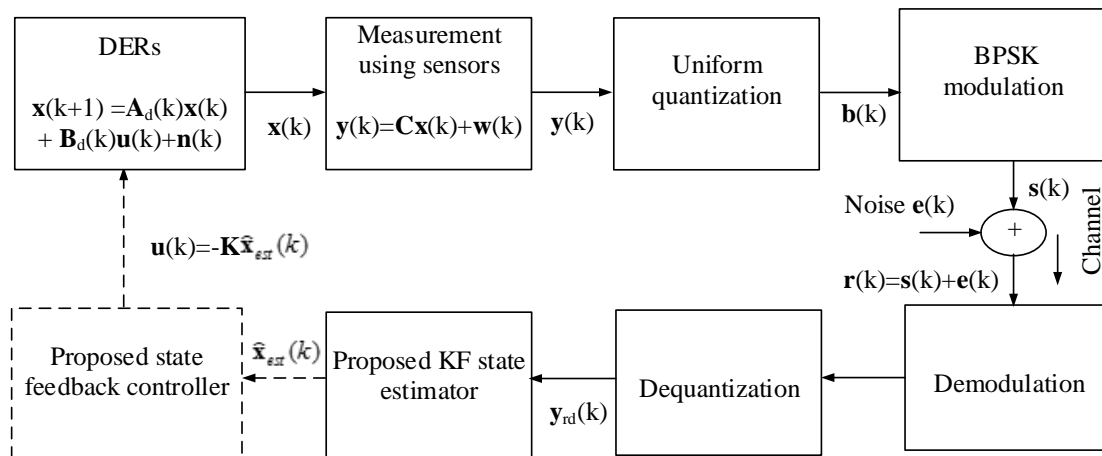 DERs
x(k+1) =A_d(k)x(k)
+ B_d(k)u(k)+n(k)
x(k)
Measurement
using sensors
y(k)=Cx(k)+w(k)
y(k)
Uniform
quantization
b(k)
BPSK
modulation
s(k)
Noise e(k)
+
Channel
r(k)=s(k)+e(k)
Demodulation
Dequantization
y_rd(k)
Proposed KF state
estimator
x̂_est(k)
Proposed state
feedback controller
u(k)=-Kx̂_est(k)